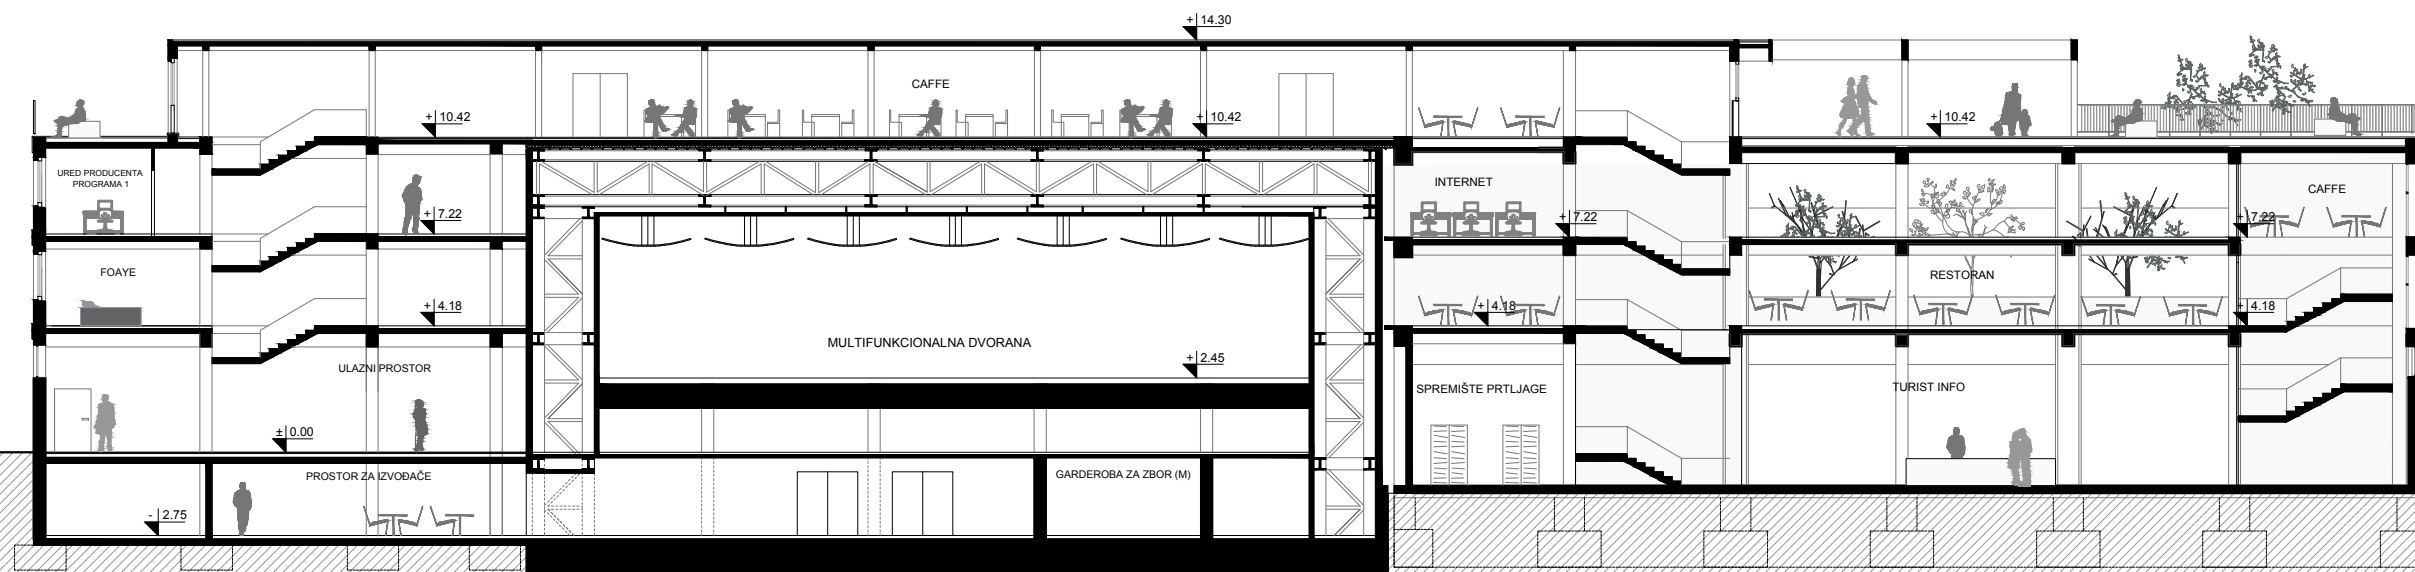 + 14.30
CAFFE
+ 10.42
+ 10.42
+ 10.42
URED PRODUCENTA
PROGRAMA 1
INTERNET
CAFFE
+ 7.22
+ 7.22
+ 7.22
FOAYE
RESTORAN
+ 4.18
+ 4.18
+ 4.18
MULTIFUNKCIONALNA DVORANA
+ 2.45
ULAZNI PROSTOR
SPREMIŠTE PRTLJAGE
TURIST INFO
± 0.00
PROSTOR ZA IZVOĐAČE
GARDEROBA ZA ZBOR (M)
- 2.75